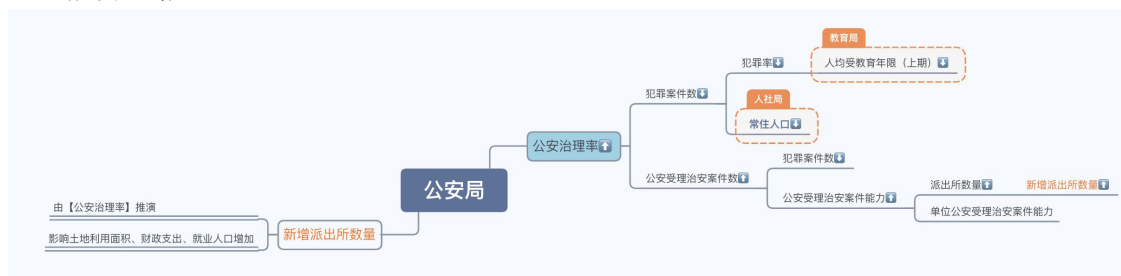 教育局
犯罪率⬇
人均受教育年限（上期）⬇
犯罪案件数⬇
人社局
常住人口⬇
公安治理率⬆
犯罪案件数⬇
公安受理治安案件数⬆
公安局
派出所数量⬆
新增派出所数量⬆
公安受理治安案件能力⬆
单位公安受理治安案件能力
由【公安治理率】推演
新增派出所数量
影响土地利用面积、财政支出、就业人口增加